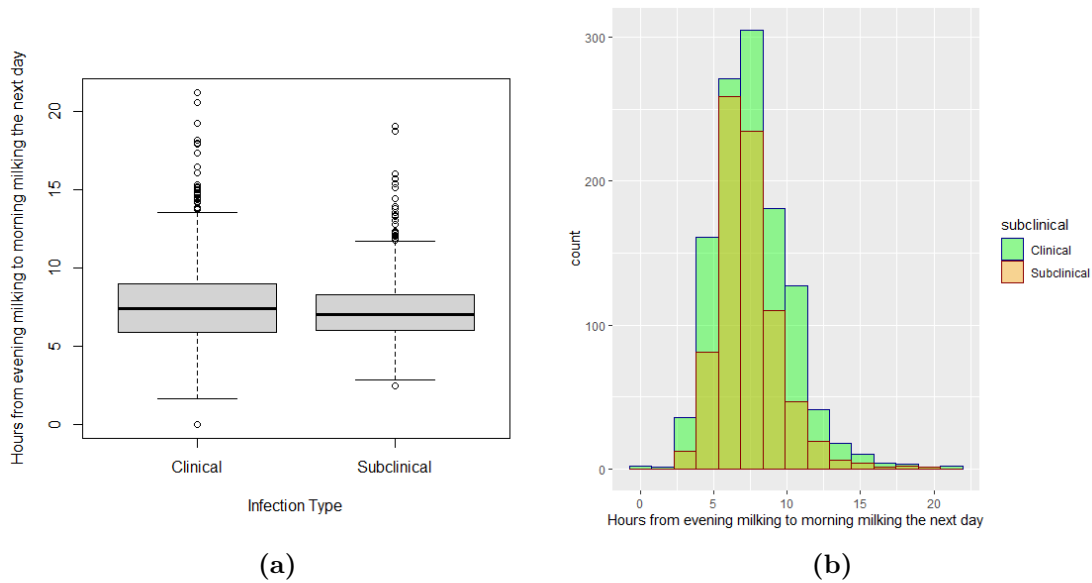 Hours from evening milking to morning milking the next day
20
15
10
5
0
Clinical
Subclinical
Infection Type
(a)
300
200
100
0
count
0
5
10
15
20
Hours from evening milking to morning milking the next day
subclinical
Clinical
Subclinical
(b)